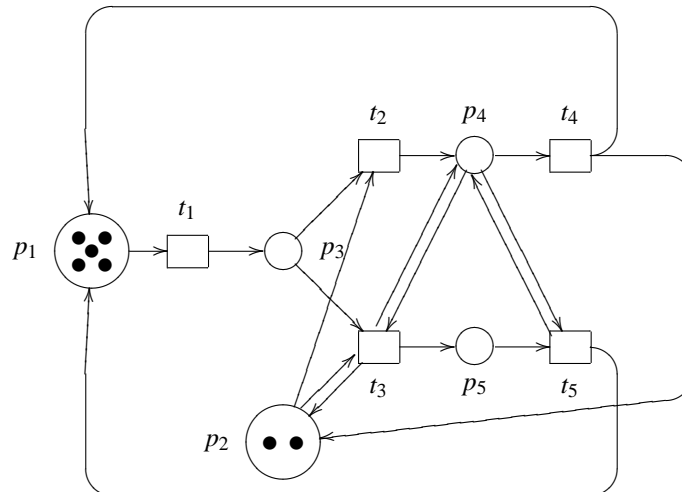 t₂ p₄ t₄
t₁
p₁ p₃
t₃ p₅ t₅
p₂